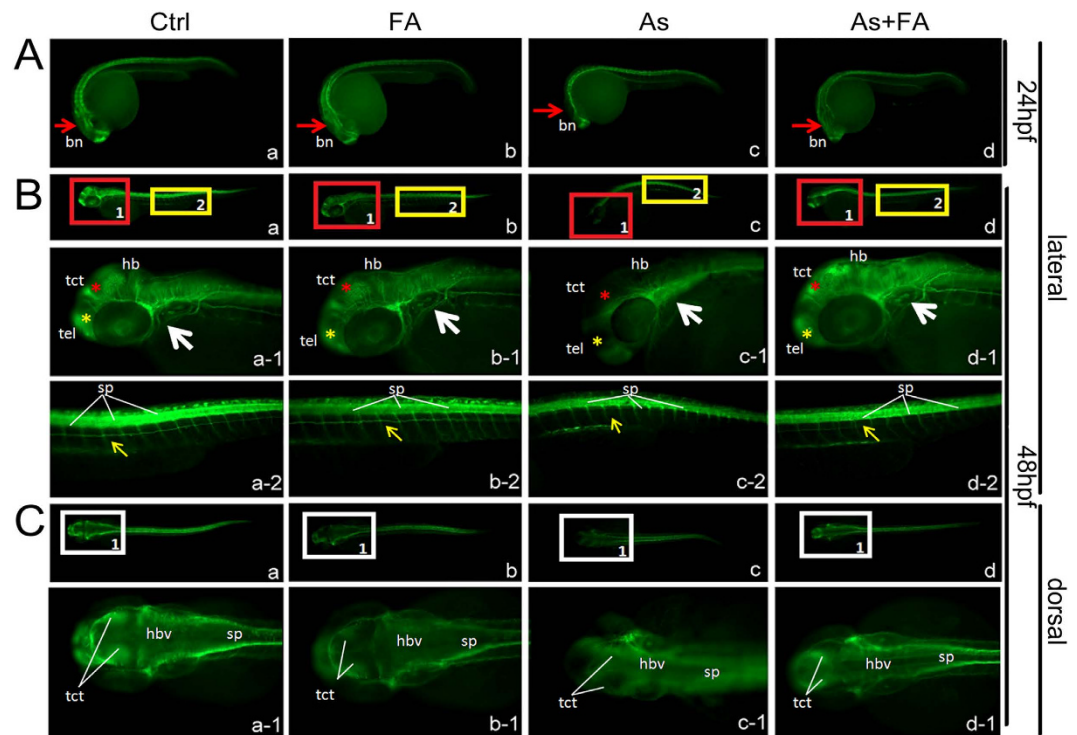 Ctrl FA As As+FA
A
bn a
bn b
bn c
bn d
24hpf
B
1 2 a
1 2 b
1 2 c
1 2 d
tct hb * * tel a-1
tct hb * * tel b-1
tct hb * * tel c-1
tct hb * * tel d-1
sp a-2
sp b-2
sp c-2
sp d-2
lateral
48hpf
C
1 a
1 b
1 c
1 d
hbv sp tct a-1
hbv sp tct b-1
hbv sp tct c-1
hbv sp tct d-1
dorsal